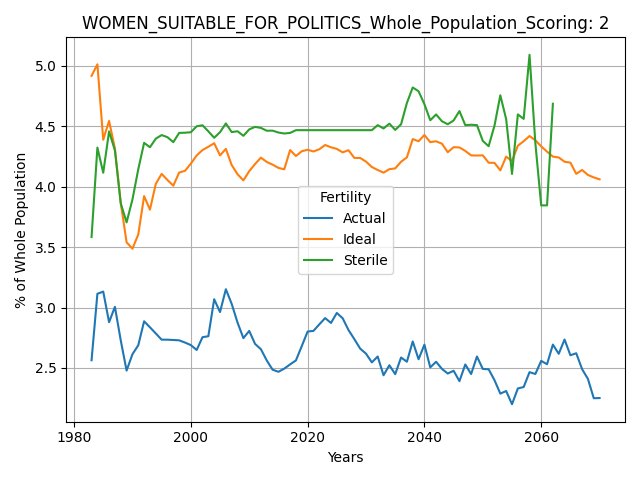 WOMEN_SUITABLE_FOR_POLITICS_Whole_Population_Scoring: 2
% of Whole Population
5.0
4.5
4.0
3.5
3.0
2.5
Fertility
Actual
Ideal
Sterile
1980 2000 2020 2040 2060
Years